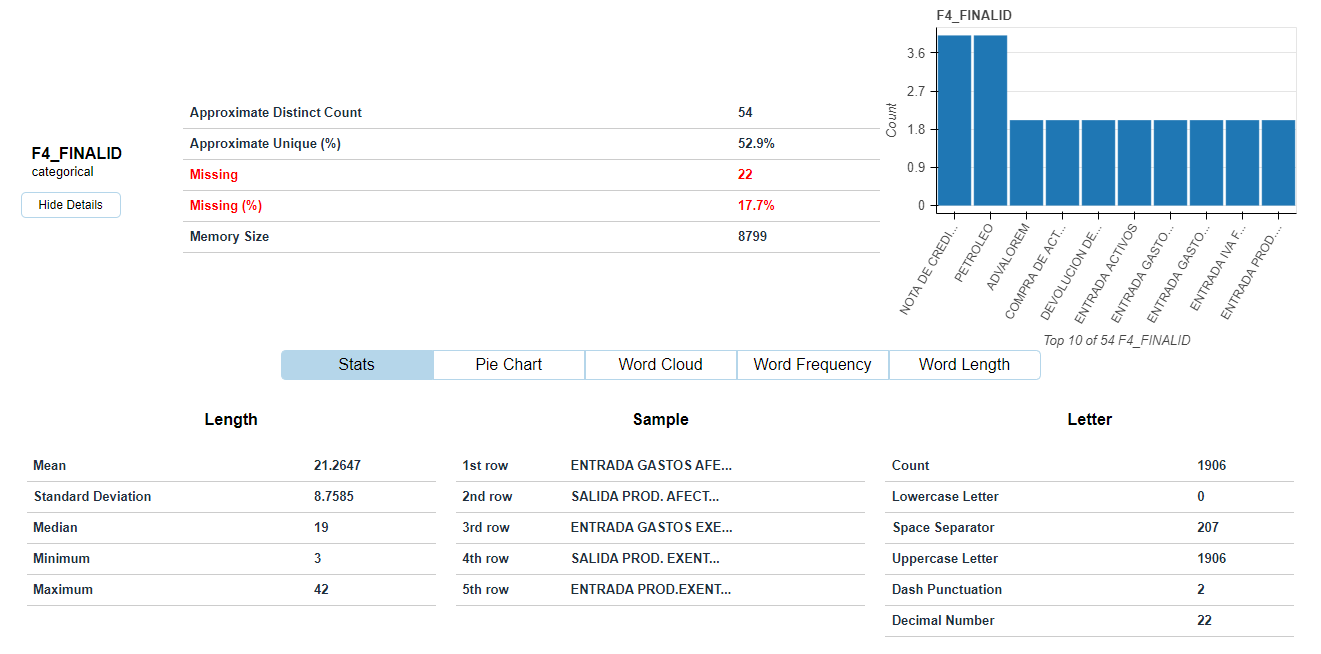 F4_FINALID
categorical
Hide Details
Approximate Distinct Count 54
Approximate Unique (%) 52.9%
Missing 22
Missing (%) 17.7%
Memory Size 8799
F4_FINALID
Count
3.6
2.7
1.8
0.9
0
NOTA DE CREDI...
PETROLEO
ADVALOREM
COMPRA DE ACT...
DEVOLUCION DE...
ENTRADA ACTIVOS
ENTRADA GASTO...
ENTRADA GASTO...
ENTRADA IVA F...
ENTRADA PROD....
Top 10 of 54 F4_FINALID
Stats Pie Chart Word Cloud Word Frequency Word Length
Length
Mean 21.2647
Standard Deviation 8.7585
Median 19
Minimum 3
Maximum 42
Sample
1st row ENTRADA GASTOS AFE...
2nd row SALIDA PROD. AFECT...
3rd row ENTRADA GASTOS EXE...
4th row SALIDA PROD. EXENT...
5th row ENTRADA PROD.EXENT...
Letter
Count 1906
Lowercase Letter 0
Space Separator 207
Uppercase Letter 1906
Dash Punctuation 2
Decimal Number 22